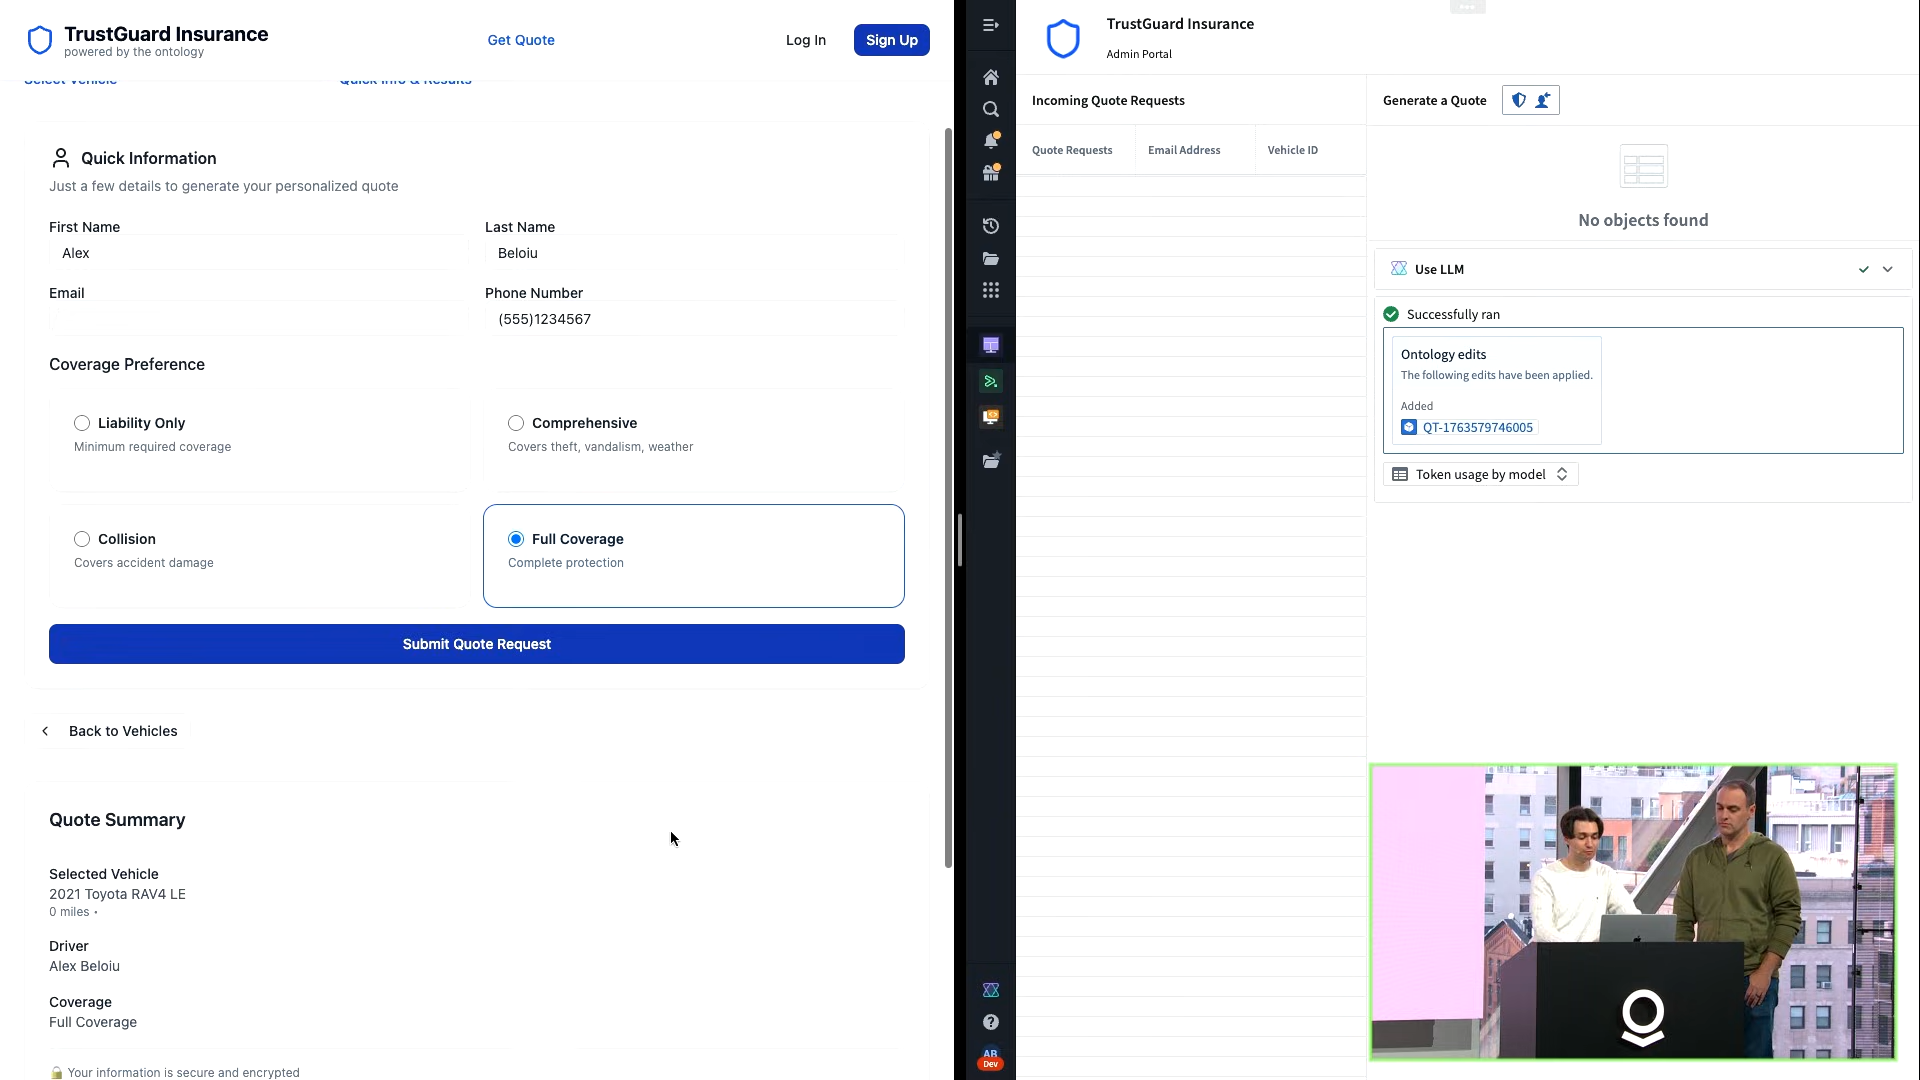 TrustGuard Insurance
powered by the ontology
Get Quote
Log In
Sign Up
Select Vehicle
Quick Info & Results
Quick Information
Just a few details to generate your personalized quote
First Name
Last Name
Alex
Beloiu
Email
Phone Number
(555)1234567
Coverage Preference
Liability Only
Minimum required coverage
Comprehensive
Covers theft, vandalism, weather
Collision
Covers accident damage
Full Coverage
Complete protection
Submit Quote Request
Back to Vehicles
Quote Summary
Selected Vehicle
2021 Toyota RAV4 LE
0 miles •
Driver
Alex Beloiu
Coverage
Full Coverage
Your information is secure and encrypted
AB
Dev
TrustGuard Insurance
Admin Portal
Incoming Quote Requests
Quote Requests
Email Address
Vehicle ID
Generate a Quote
No objects found
Use LLM
Successfully ran
Ontology edits
The following edits have been applied.
Added
QT-1763579746005
Token usage by model